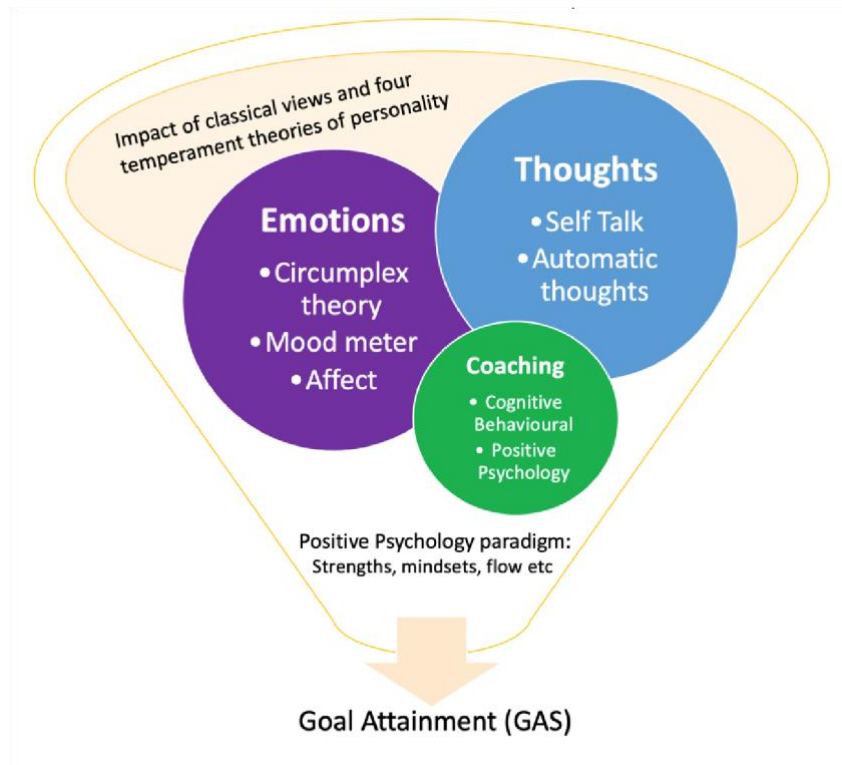 Impact of classical views and four
temperament theories of personality
Thoughts
• Self Talk
• Automatic
thoughts
Emotions
• Circumplex
theory
• Mood meter
• Affect
Coaching
• Cognitive
Behavioural
• Positive
Psychology
Positive Psychology paradigm:
Strengths, mindsets, flow etc
Goal Attainment (GAS)